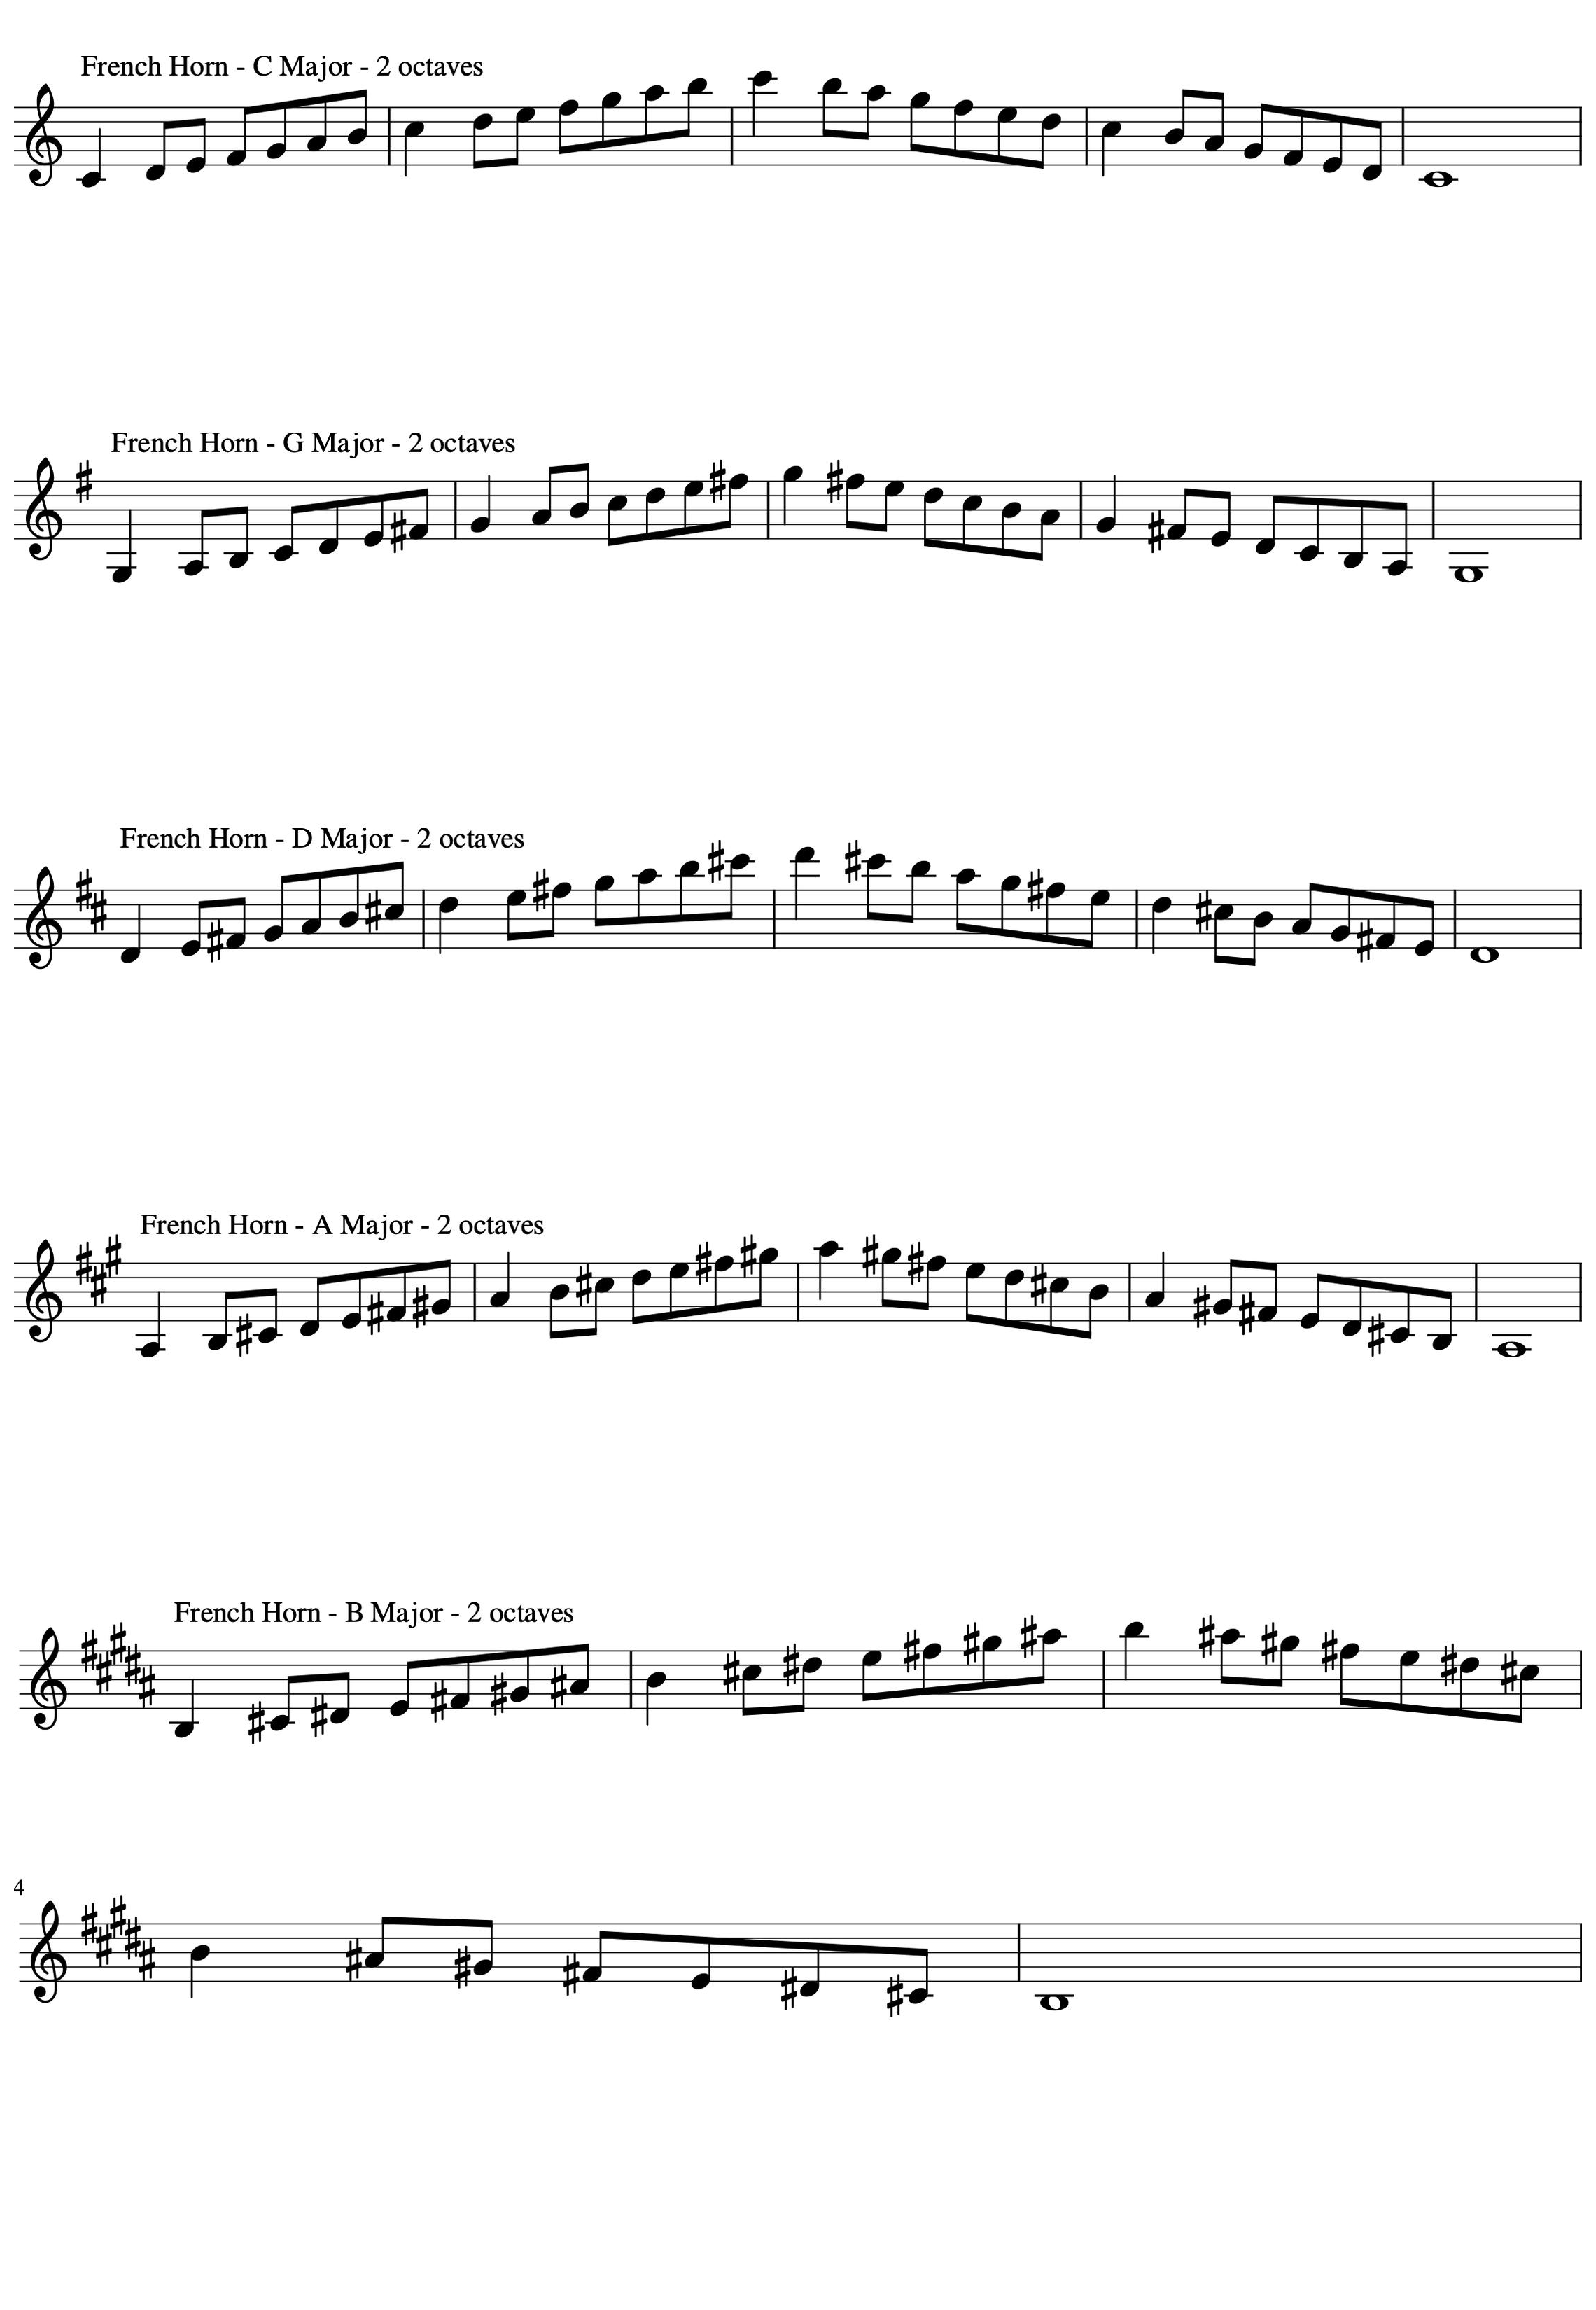 French Horn - C Major - 2 octaves
French Horn - G Major - 2 octaves
French Horn - D Major - 2 octaves
French Horn - A Major - 2 octaves
French Horn - B Major - 2 octaves
4